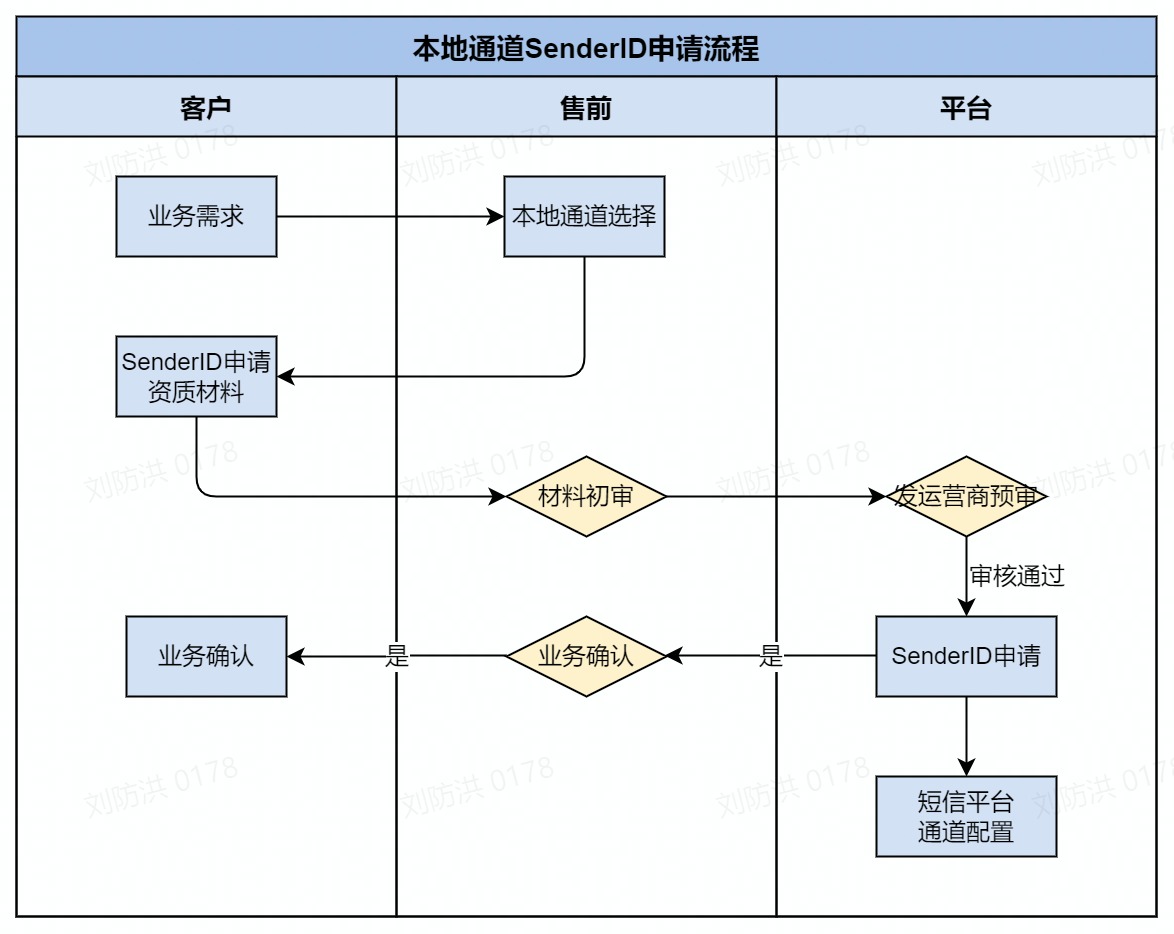 本地通道SenderID申请流程
客户
售前
平台
刘防洪 0178
刘防洪 0178
刘防洪 0178
刘防洪 0178
业务需求
本地通道选择
SenderID申请
资质材料
刘防洪 0178
刘防洪 0178
刘防洪 0178
刘防洪 0178
材料初审
发运营商预审
审核通过
业务确认
是
业务确认
是
SenderID申请
刘防洪 0178
刘防洪 0178
刘防洪 0178
刘防洪 0178
短信平台
通道配置